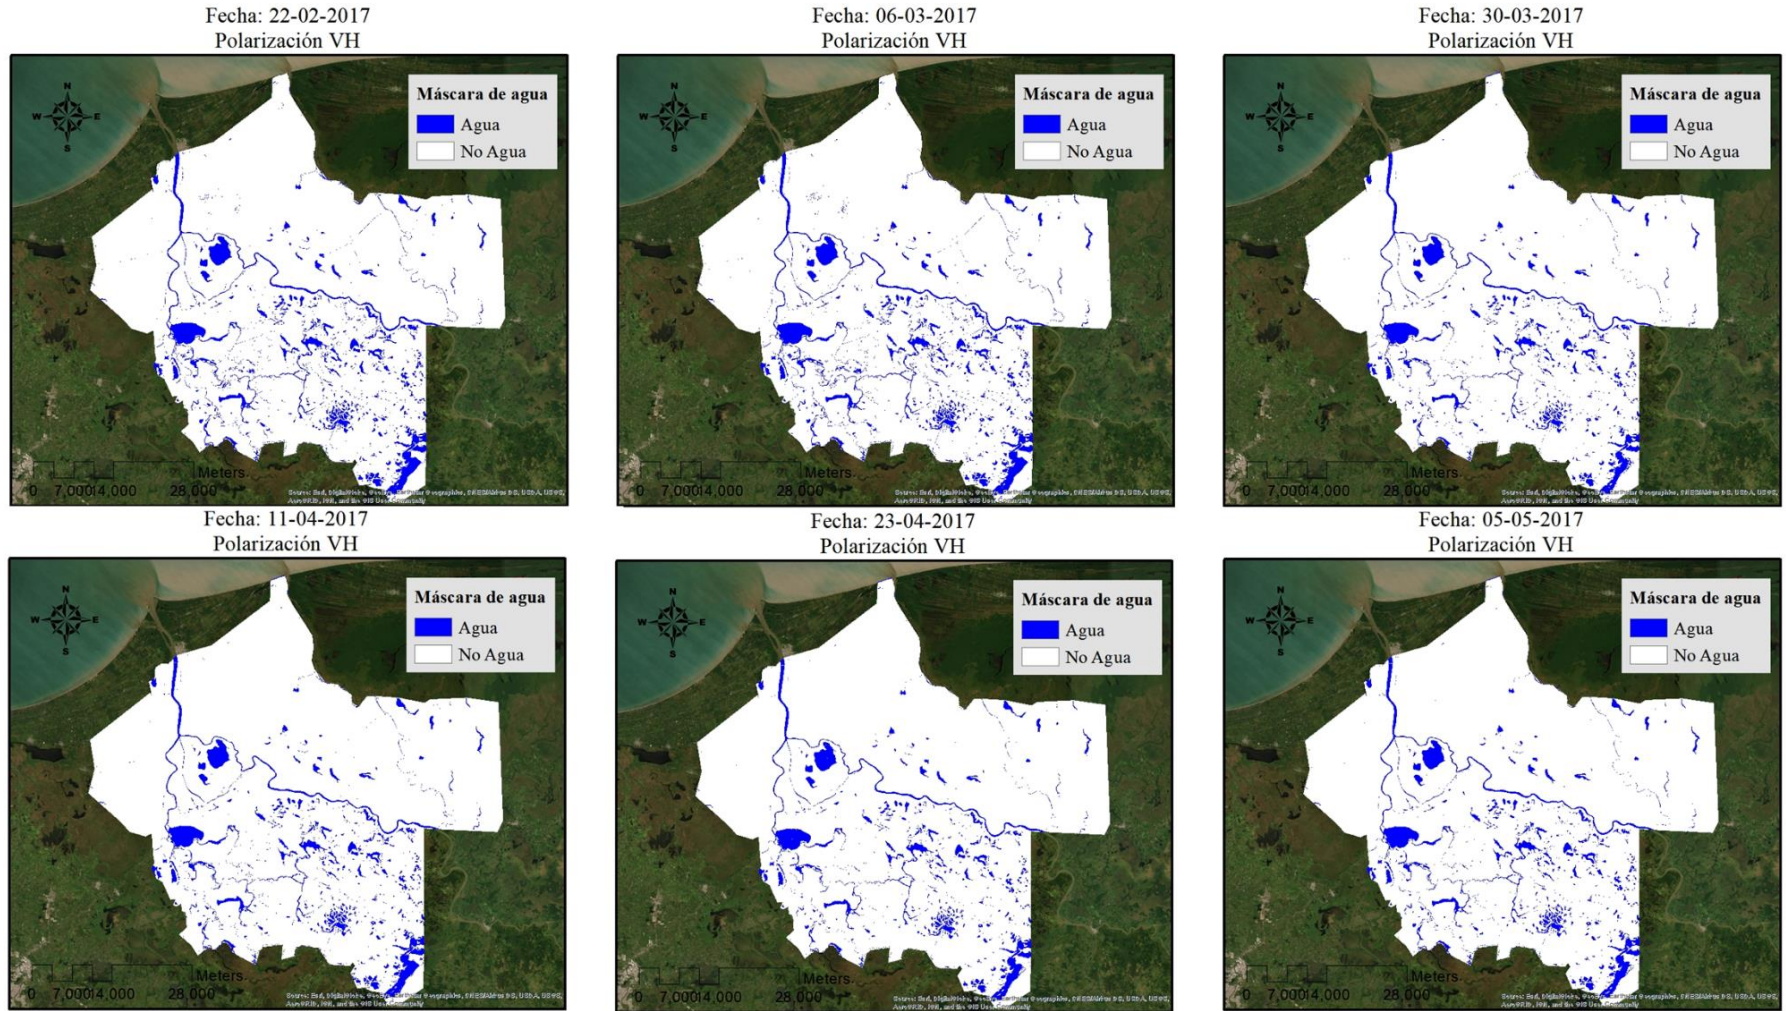 Fecha: 22-02-2017
Polarización VH
N
W
E
S
Máscara de agua
Agua
No Agua
Meters
0 7,00014,000 28,000
Fecha: 06-03-2017
Polarización VH
N
W
E
S
Máscara de agua
Agua
No Agua
Meters
0 7,00014,000 28,000
Fecha: 30-03-2017
Polarización VH
N
W
E
S
Máscara de agua
Agua
No Agua
Meters
0 7,00014,000 28,000
Fecha: 11-04-2017
Polarización VH
N
W
E
S
Máscara de agua
Agua
No Agua
Meters
0 7,00014,000 28,000
Fecha: 23-04-2017
Polarización VH
N
W
E
S
Máscara de agua
Agua
No Agua
Meters
0 7,00014,000 28,000
Fecha: 05-05-2017
Polarización VH
N
W
E
S
Máscara de agua
Agua
No Agua
Meters
0 7,00014,000 28,000